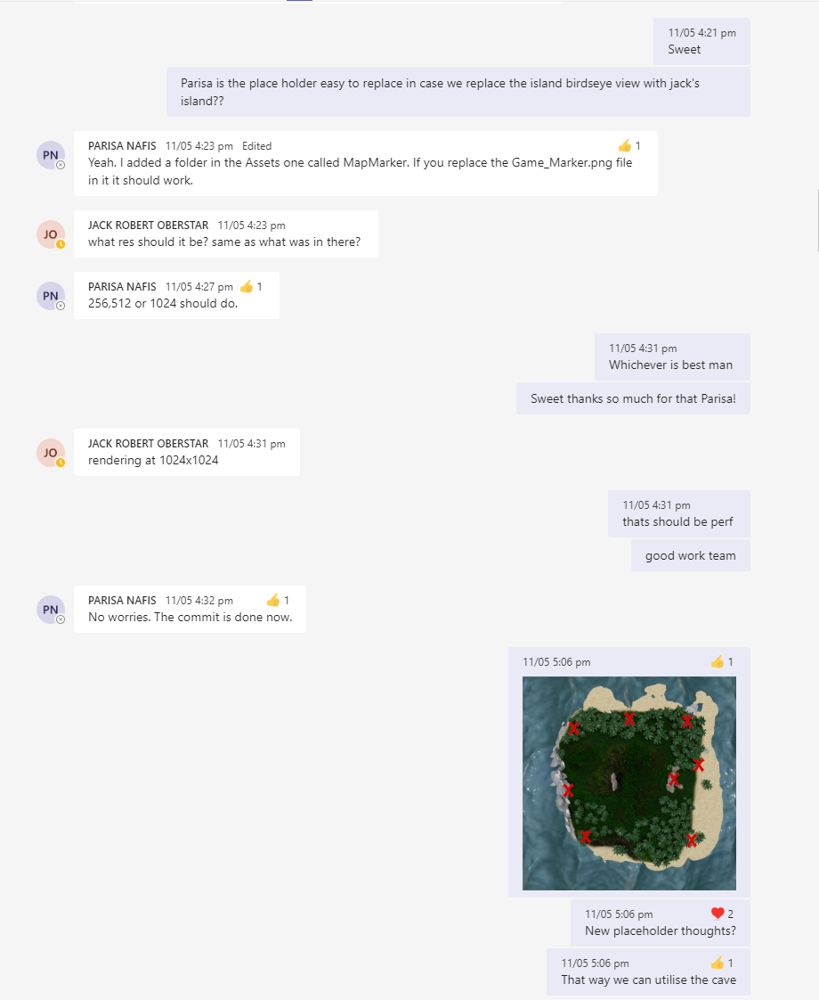 11/05 4:21 pm
Sweet
Parisa is the place holder easy to replace in case we replace the island birdseye view with jack's
island??
PN
PARISA NAFIS 11/05 4:23 pm Edited 👍 1
Yeah. I added a folder in the Assets one called MapMarker. If you replace the Game_Marker.png file
in it it should work.
JO
JACK ROBERT OBERSTAR 11/05 4:23 pm
what res should it be? same as what was in there?
PN
PARISA NAFIS 11/05 4:27 pm 👍 1
256,512 or 1024 should do.
11/05 4:31 pm
Whichever is best man
Sweet thanks so much for that Parisa!
JO
JACK ROBERT OBERSTAR 11/05 4:31 pm
rendering at 1024x1024
11/05 4:31 pm
thats should be perf
good work team
PN
PARISA NAFIS 11/05 4:32 pm 👍 1
No worries. The commit is done now.
11/05 5:06 pm 👍 1
X X X
X
X
X
X X
11/05 5:06 pm ❤️ 2
New placeholder thoughts?
11/05 5:06 pm 👍 1
That way we can utilise the cave